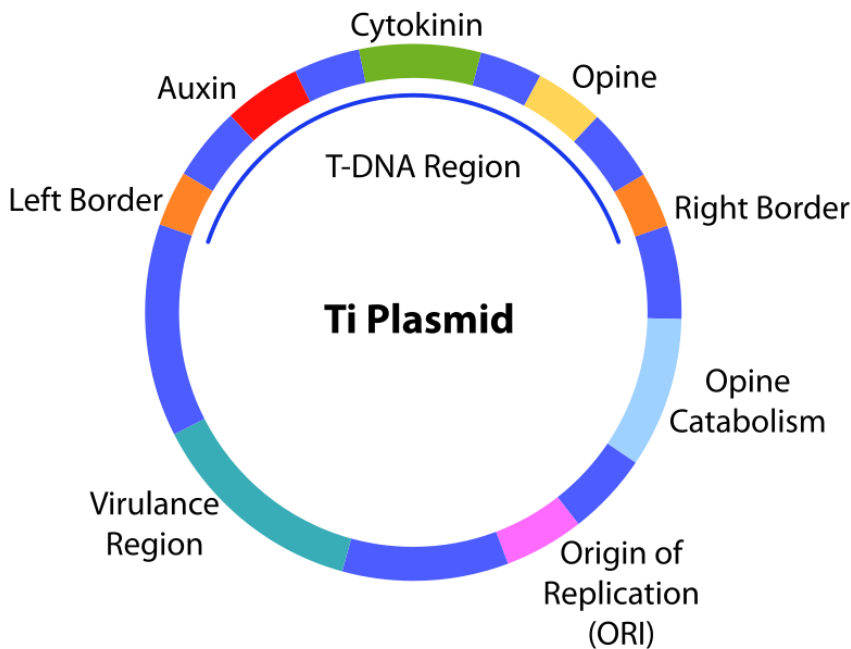 Cytokinin
Auxin
Opine
T-DNA Region
Left Border
Right Border
Ti Plasmid
Opine
Catabolism
Virulance
Region
Origin of
Replication
(ORI)